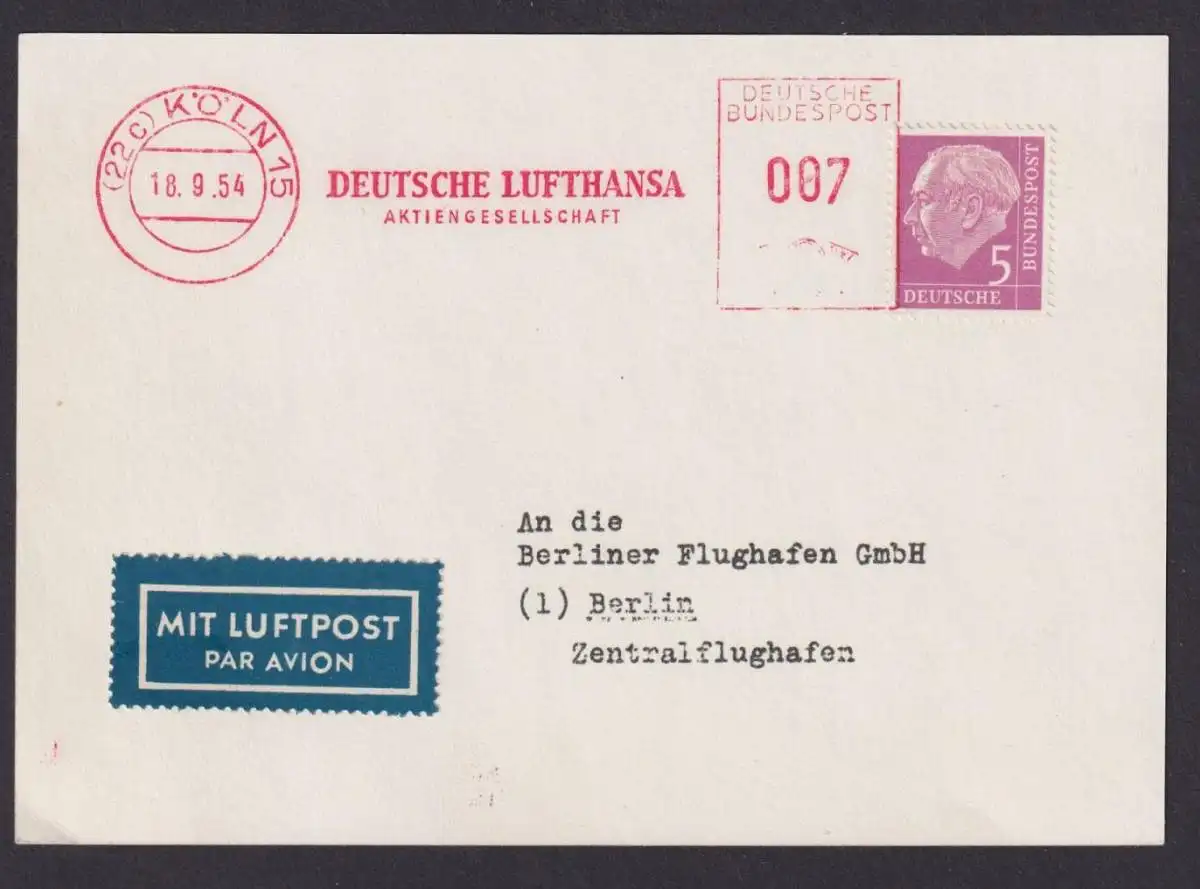 (22c) KÖLN 15
18.9.54
DEUTSCHE LUFTHANSA
AKTIENGESELLSCHAFT
DEUTSCHE
BUNDESPOST
007
5
DEUTSCHE
BUNDESPOST
An die
Berliner Flughafen GmbH
(1) Berlin
Zentralflughafen
MIT LUFTPOST
PAR AVION